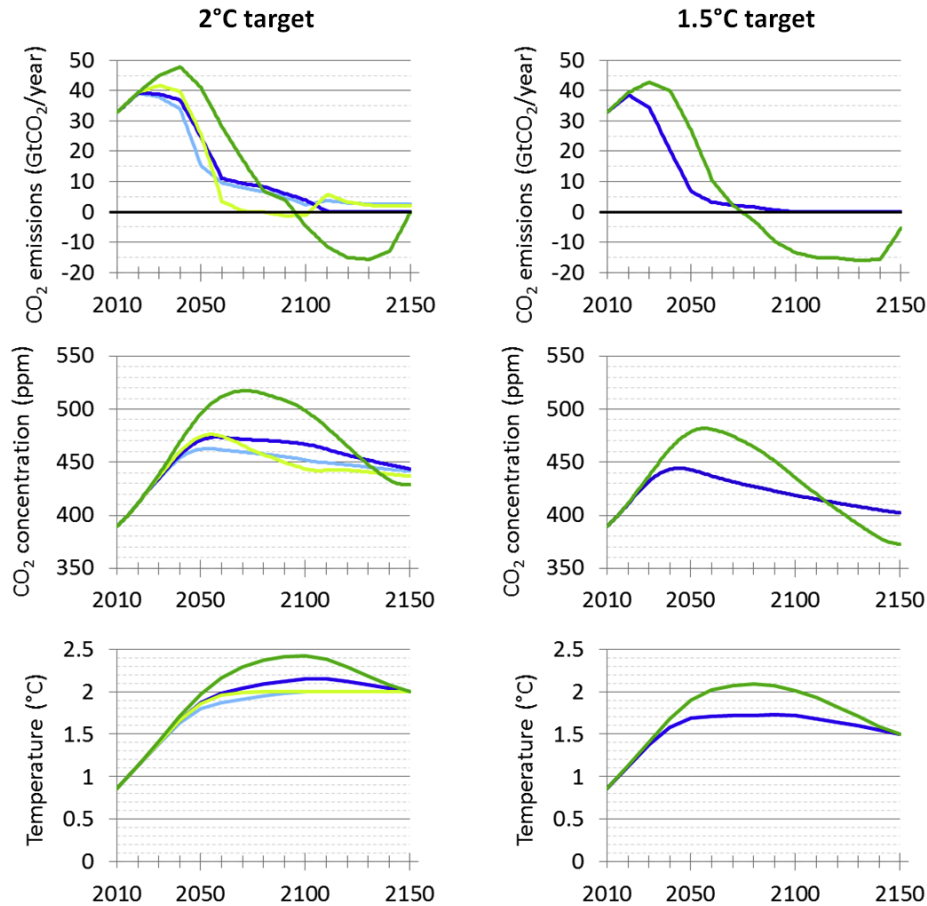 2°C target
1.5°C target
CO₂ emissions (GtCO₂/year)
50
40
30
20
10
0
-10
-20
2010 2050 2100 2150
CO₂ emissions (GtCO₂/year)
50
40
30
20
10
0
-10
-20
2010 2050 2100 2150
CO₂ concentration (ppm)
550
500
450
400
350
2010 2050 2100 2150
CO₂ concentration (ppm)
550
500
450
400
350
2010 2050 2100 2150
Temperature (°C)
2.5
2
1.5
1
0.5
0
2010 2050 2100 2150
Temperature (°C)
2.5
2
1.5
1
0.5
0
2010 2050 2100 2150